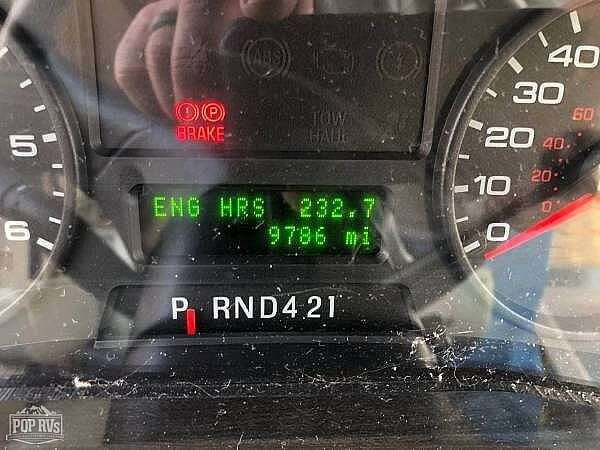 ABS
TOW
HAUL
BRAKE
P
40
30
20
10
0
60
40
20
0
5
6
ENG HRS 232.7
9786 mi
P RND421
POP RVs